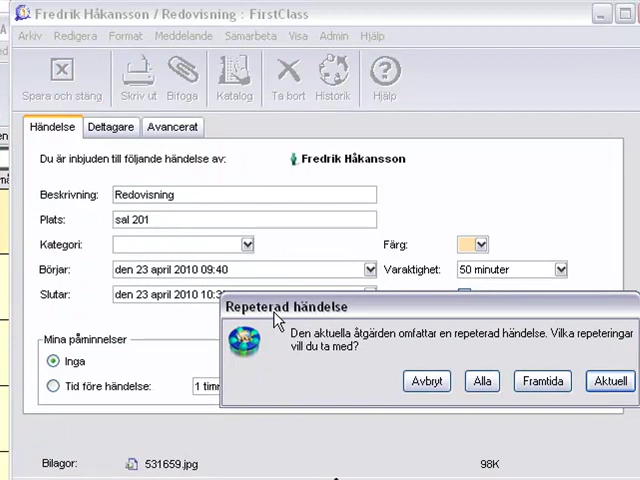 Fredrik Håkansson / Redovisning : FirstClass
Arkiv Redigera Format Meddelande Samarbeta Visa Admin Hjälp
Spara och stäng Skriv ut Bifoga Katalog Ta bort Historik Hjälp
Händelse Deltagare Avancerat
Du är inbjuden till följande händelse av: Fredrik Håkansson
Beskrivning: Redovisning
Plats: sal 201
Kategori: Färg:
Börjar: den 23 april 2010 09:40 Varaktighet: 50 minuter
Slutar: den 23 april 2010
Repeterad händelse
Den aktuella åtgärden omfattar en repeterad händelse. Vilka repeteringar
vill du ta med?
Avbryt Alla Framtida Aktuell
Mina påminnelser
Inga
Tid före händelse: 1 timm
Bilagor: 531659.jpg 98K